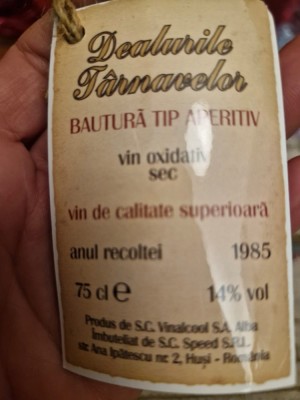 Dealurile
Târnavelor
BAUTURĂ TIP APERITIV
vin oxidativ
sec
vin de calitate superioară
anul recoltei 1985
75 cl e 14% vol
Produs de S.C. Vinalcool S.A. Alba
Îmbuteliat de S.C. Speed S.R.L.
str. Ana Ipătescu nr. 2, Huși - România